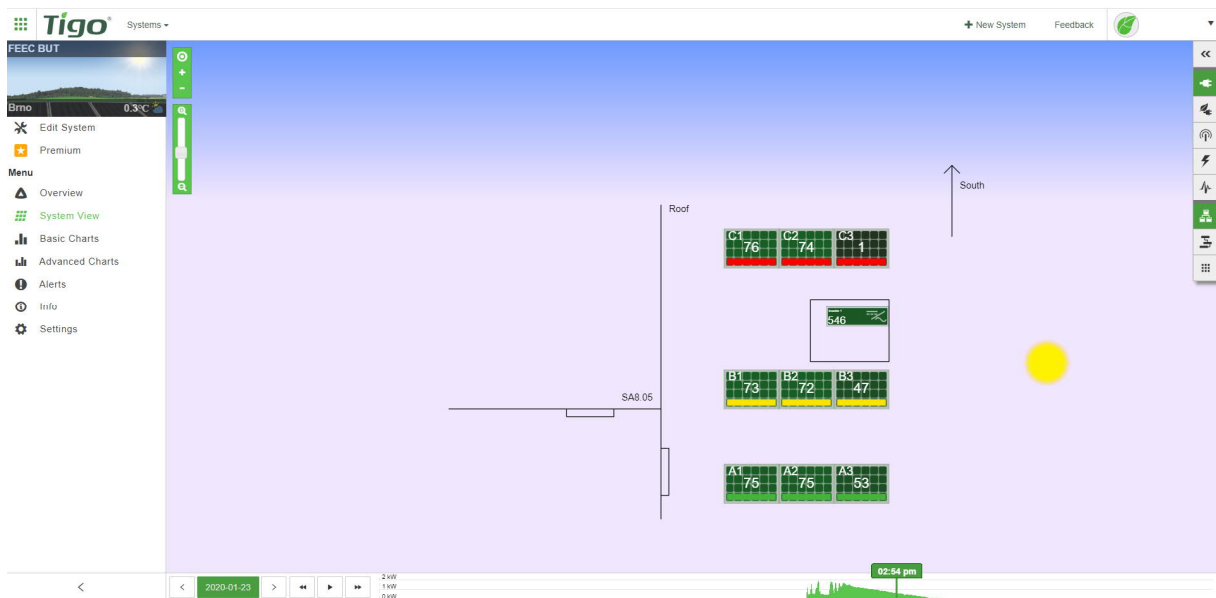 Tigo®
Systems
New System
Feedback
FEEC BUT
Brno
0.3°C
Edit System
Premium
Menu
Overview
System View
Basic Charts
Advanced Charts
Alerts
Info
Settings
South
Roof
C1 76
C2 74
C3 1
546
B1 73
B2 72
B3 47
SA8.05
A1 75
A2 75
A3 53
2020-01-23
2 kW
1 kW
0 kW
02:54 pm